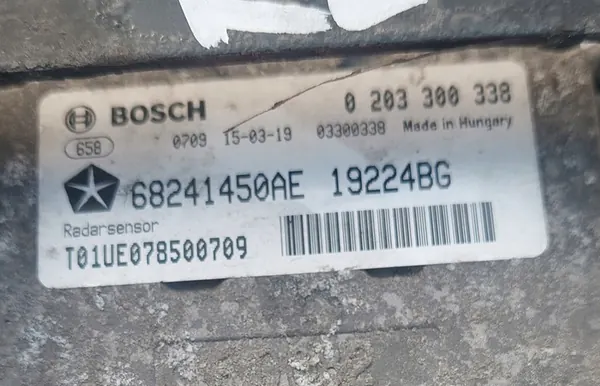 BOSCH 0 203 300 338
658 0709 15-03-19 03300338 Made in Hungary
68241450AE 19224BG
Radarsensor
T01UE078500709